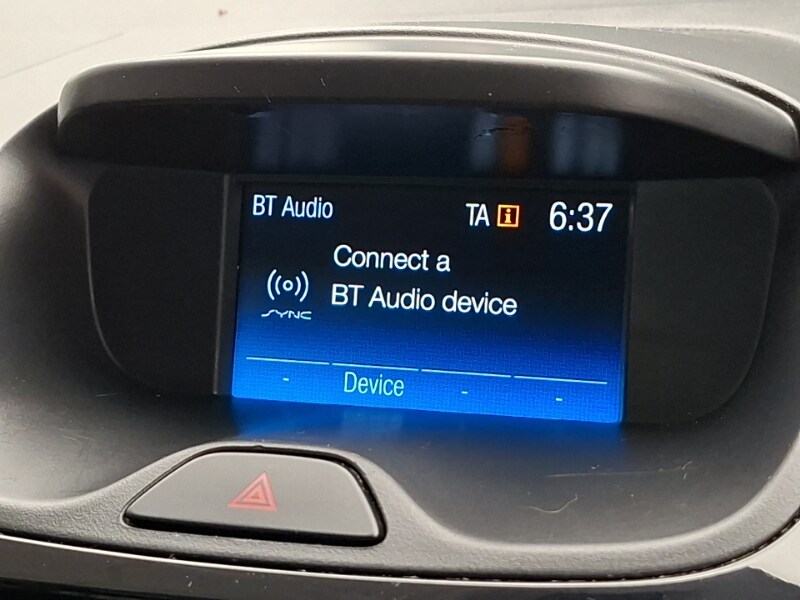 BT Audio TA i 6:37
Connect a
BT Audio device
SYNC
- Device - -